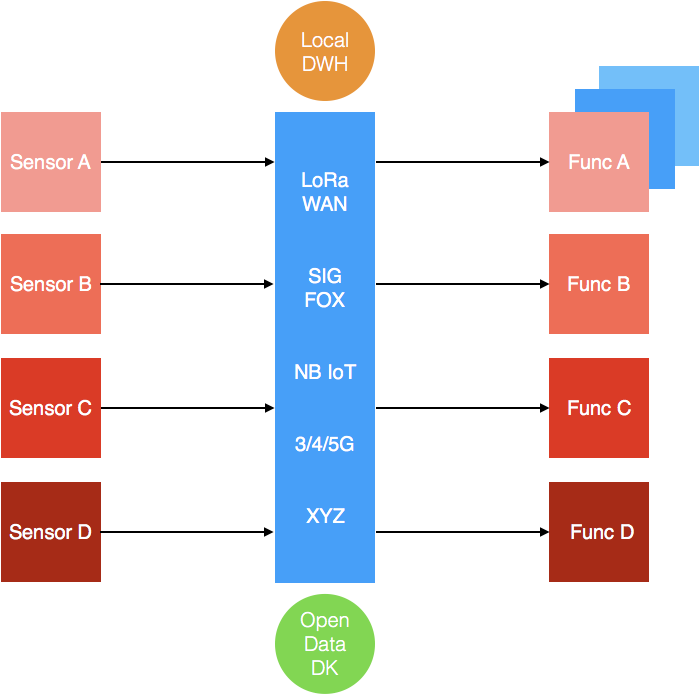 Local
DWH
Sensor A
LoRa
WAN
Func A
Sensor B
SIG
FOX
Func B
Sensor C
NB IoT
Func C
3/4/5G
Sensor D
XYZ
Func D
Open
Data
DK